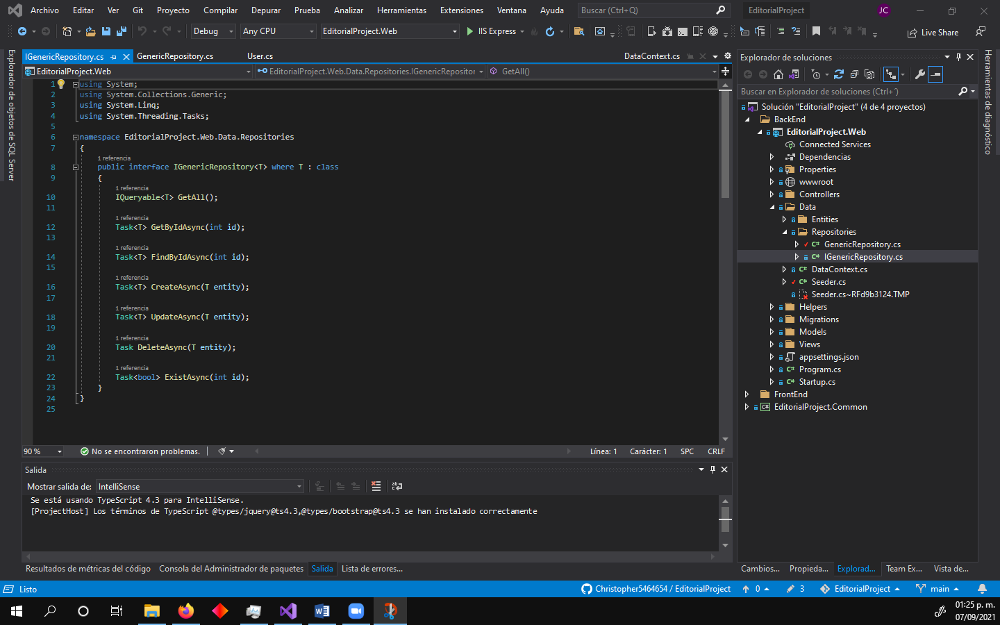 Archivo Editar Ver Git Proyecto Compilar Depurar Prueba Analizar Herramientas Extensiones Ventana Ayuda Buscar (Ctrl+Q) EditorialProject JC
Debug Any CPU EditorialProject.Web IIS Express Live Share
Explorador de objetos de SQL Server
IGenericRepository.cs GenericRepository.cs User.cs DataContext.cs
EditorialProject.Web EditorialProject.Web.Data.Repositories.IGenericRepositor GetAll()
1 using System;
2 using System.Collections.Generic;
3 using System.Linq;
4 using System.Threading.Tasks;
5
6 namespace EditorialProject.Web.Data.Repositories
7 {
1 referencia
8 public interface IGenericRepository<T> where T : class
9 {
1 referencia
10 IQueryable<T> GetAll();
11
1 referencia
12 Task<T> GetByIdAsync(int id);
13
1 referencia
14 Task<T> FindByIdAsync(int id);
15
1 referencia
16 Task<T> CreateAsync(T entity);
17
1 referencia
18 Task<T> UpdateAsync(T entity);
19
1 referencia
20 Task DeleteAsync(T entity);
21
1 referencia
22 Task<bool> ExistAsync(int id);
23 }
24 }
25
90 % No se encontraron problemas. Línea: 1 Carácter: 1 SPC CRLF
Salida
Mostrar salida de: IntelliSense
Se está usando TypeScript 4.3 para IntelliSense.
[ProjectHost] Los términos de TypeScript @types/jquery@ts4.3,@types/bootstrap@ts4.3 se han instalado correctamente
Resultados de métricas del código Consola del Administrador de paquetes Salida Lista de errores...
Explorador de soluciones
Buscar en Explorador de soluciones (Ctrl+´)
Solución "EditorialProject" (4 de 4 proyectos)
BackEnd
EditorialProject.Web
Connected Services
Dependencias
Properties
wwwroot
Controllers
Data
Entities
Repositories
C# GenericRepository.cs
C# IGenericRepository.cs
C# DataContext.cs
C# Seeder.cs
Seeder.cs~RFd9b3124.TMP
Helpers
Migrations
Models
Views
appsettings.json
C# Program.cs
C# Startup.cs
FrontEnd
C# EditorialProject.Common
Cambios... Propieda... Explorad... Team Ex... Vista de...
Herramientas de diagnóstico
Listo Christopher5464654 / EditorialProject 0 3 EditorialProject main
01:25 p. m.
07/09/2021